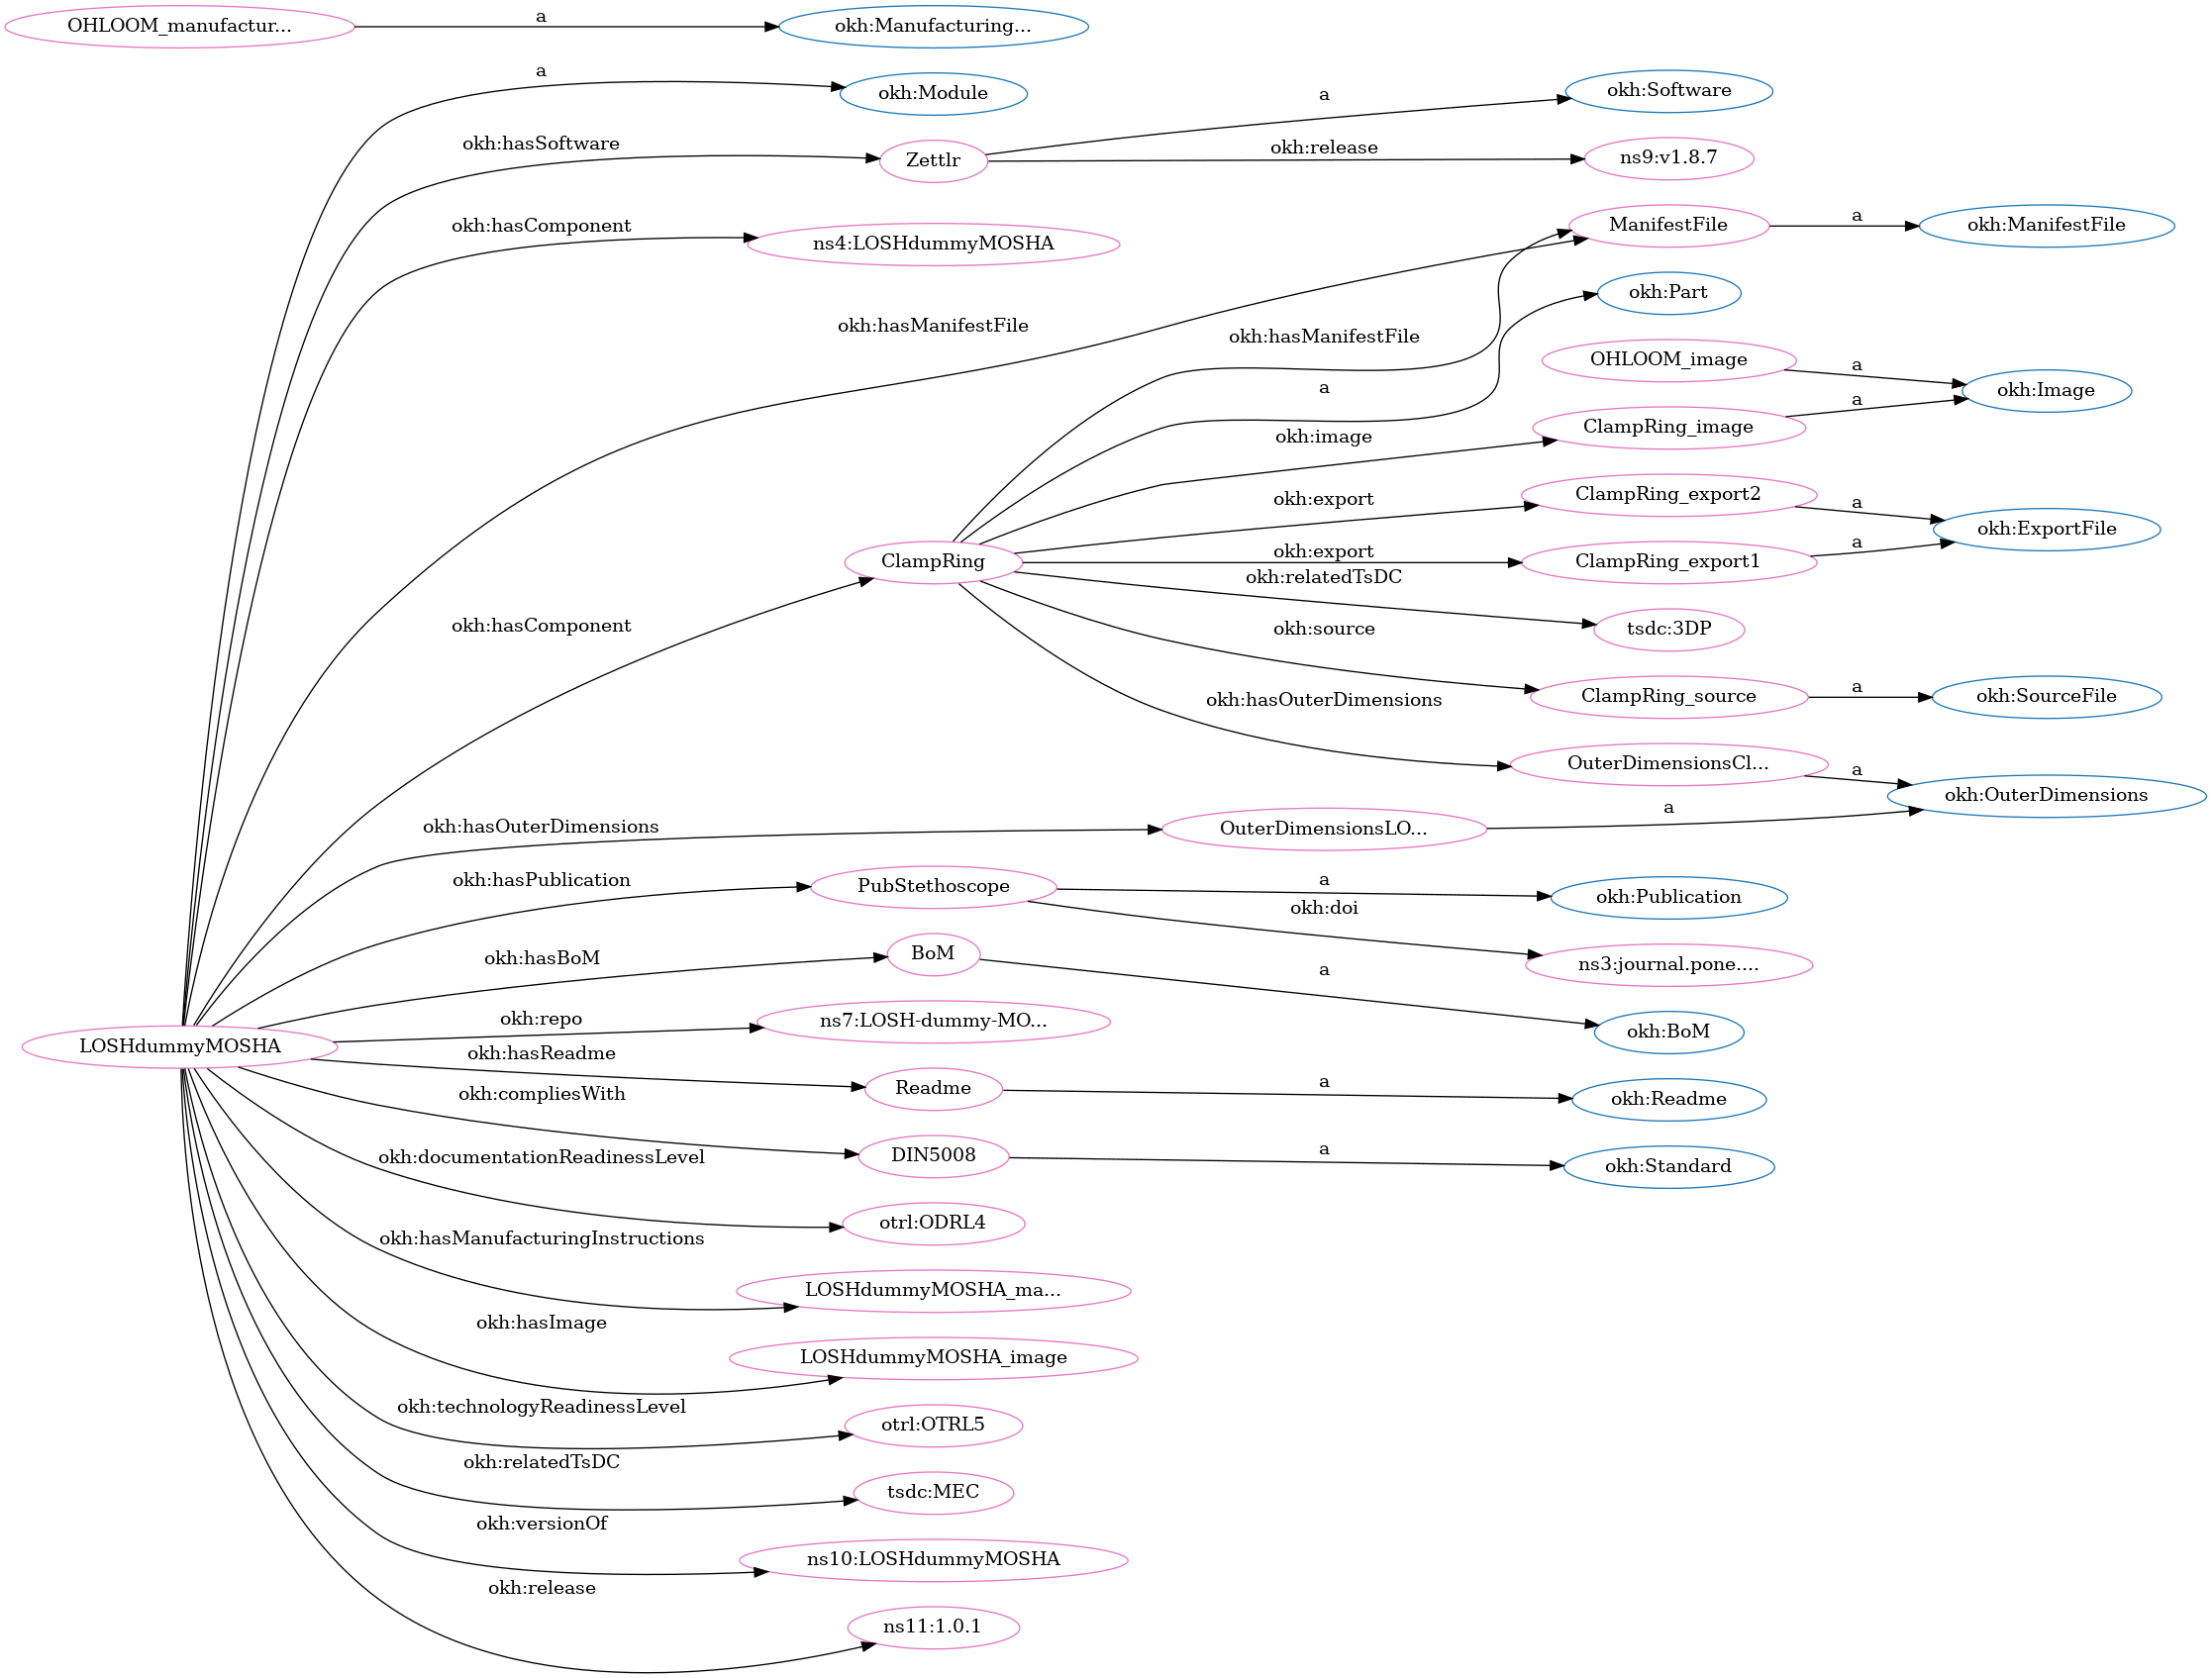 OHLOOM_manufactur...
a
okh:Manufacturing...
a
okh:Module
okh:hasSoftware
Zettlr
a
okh:Software
okh:release
ns9:v1.8.7
okh:hasComponent
ns4:LOSHdummyMOSHA
okh:hasManifestFile
okh:hasManifestFile
ManifestFile
a
okh:ManifestFile
a
okh:Part
OHLOOM_image
a
okh:Image
okh:image
ClampRing_image
a
okh:export
ClampRing_export2
a
okh:ExportFile
ClampRing
okh:export
ClampRing_export1
a
okh:relatedTsDC
tsdc:3DP
okh:hasComponent
okh:source
ClampRing_source
a
okh:SourceFile
okh:hasOuterDimensions
OuterDimensionsCl...
a
okh:OuterDimensions
okh:hasOuterDimensions
OuterDimensionsLO...
a
okh:hasPublication
PubStethoscope
a
okh:Publication
okh:doi
ns3:journal.pone....
okh:hasBoM
BoM
a
okh:BoM
LOSHdummyMOSHA
okh:repo
ns7:LOSH-dummy-MO...
okh:hasReadme
Readme
a
okh:Readme
okh:compliesWith
DIN5008
a
okh:Standard
okh:documentationReadinessLevel
otrl:ODRL4
okh:hasManufacturingInstructions
LOSHdummyMOSHA_ma...
okh:hasImage
LOSHdummyMOSHA_image
okh:technologyReadinessLevel
otrl:OTRL5
okh:relatedTsDC
tsdc:MEC
okh:versionOf
ns10:LOSHdummyMOSHA
okh:release
ns11:1.0.1